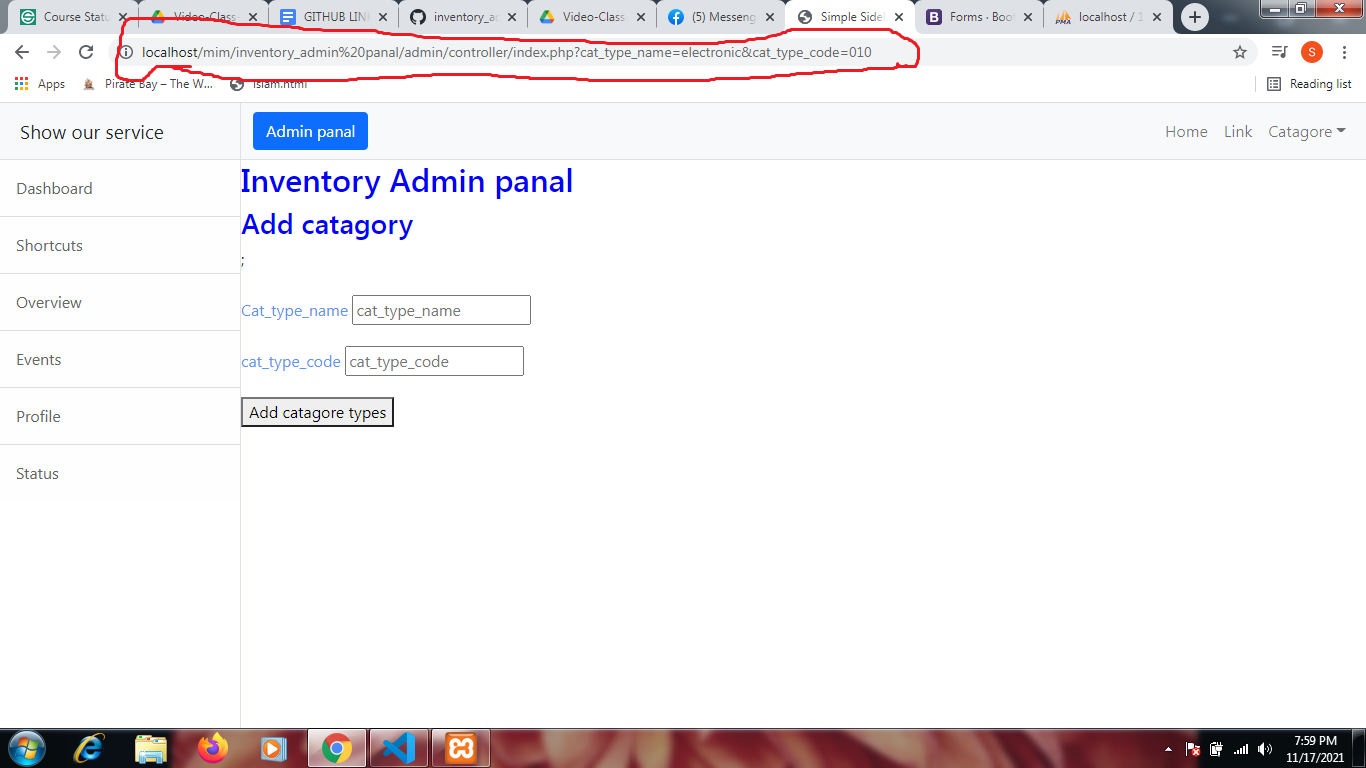 Course Statu
Video-Class
GITHUB LINK
inventory_ad
Video-Class
(5) Messeng
Simple Sideb
Forms · Boot
localhost / 1
localhost/mim/inventory_admin%20panal/admin/controller/index.php?cat_type_name=electronic&cat_type_code=010
S
Apps
Pirate Bay – The W...
islam.html
Reading list
Show our service
Admin panal
Home
Link
Catagore
Dashboard
Shortcuts
Overview
Events
Profile
Status
Inventory Admin panal
Add catagory
;
Cat_type_name cat_type_name
cat_type_code cat_type_code
Add catagore types
7:59 PM
11/17/2021